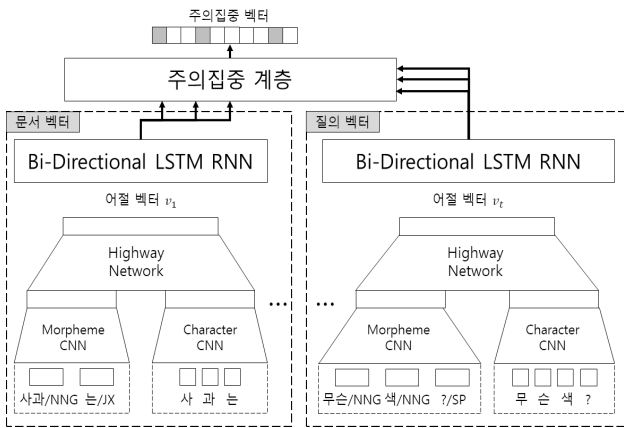 주의집중 벡터
주의집중 계층
문서 벡터
Bi-Directional LSTM RNN
어절 벡터 v₁
Highway
Network
Morpheme
CNN
Character
CNN
사과/NNG 는/JX
사 과 는
... ...
질의 벡터
Bi-Directional LSTM RNN
어절 벡터 vₜ
Highway
Network
Morpheme
CNN
Character
CNN
무슨/NNG 색/NNG ?/SP
무 슨 색 ?